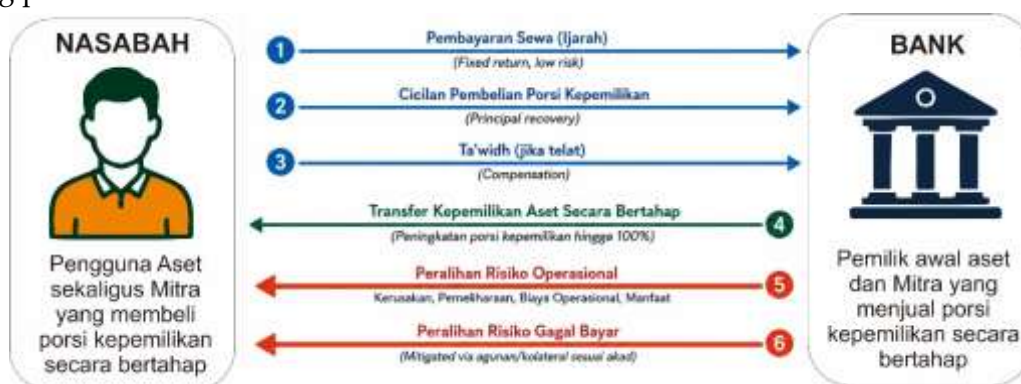 g p
NASABAH
Pengguna Aset
sekaligus Mitra
yang membeli
porsi kepemilikan
secara bertahap
1
Pembayaran Sewa (Ijarah)
(Fixed return, low risk)
2
Cicilan Pembelian Porsi Kepemilikan
(Principal recovery)
3
Ta'widh (jika telat)
(Compensation)
Transfer Kepemilikan Aset Secara Bertahap
4
(Peningkatan porsi kepemilikan hingga 100%)
Peralihan Risiko Operasional
5
Kerusakan, Pemeliharaan, Biaya Operasional, Manfaat
Peralihan Risiko Gagal Bayar
6
(Mitigated via agunan/kolateral sesuai akad)
BANK
Pemilik awal aset
dan Mitra yang
menjual porsi
kepemilikan secara
bertahap